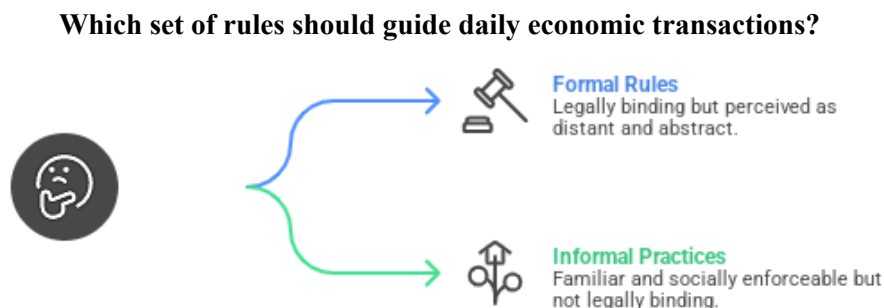 Which set of rules should guide daily economic transactions?
Formal Rules
Legally binding but perceived as
distant and abstract.
Informal Practices
Familiar and socially enforceable but
not legally binding.